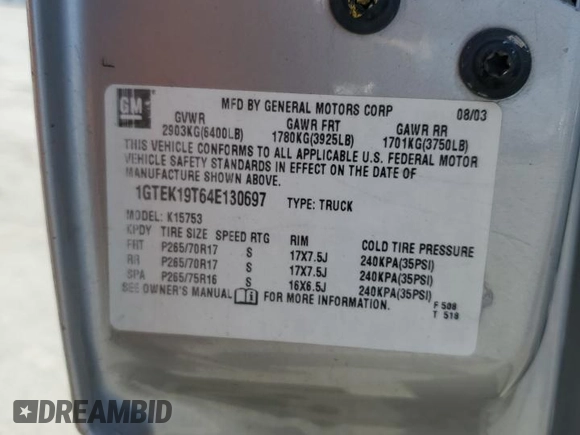 GM
MFD BY GENERAL MOTORS CORP 08/03
GVWR GAWR FRT GAWR RR
2903KG(6400LB) 1780KG(3925LB) 1701KG(3750LB)
THIS VEHICLE CONFORMS TO ALL APPLICABLE U.S. FEDERAL MOTOR
VEHICLE SAFETY STANDARDS IN EFFECT ON THE DATE OF
MANUFACTURE SHOWN ABOVE.
1GTEK19T64E130697 TYPE: TRUCK
MODEL: K15753
KPDY TIRE SIZE SPEED RTG RIM COLD TIRE PRESSURE
FRT P265/70R17 S 17X7.5J 240KPA(35PSI)
RR P265/70R17 S 17X7.5J 240KPA(35PSI)
SPA P265/75R16 S 16X6.5J 240KPA(35PSI)
SEE OWNER'S MANUAL i FOR MORE INFORMATION.
F 508
T 518
DREAMBID